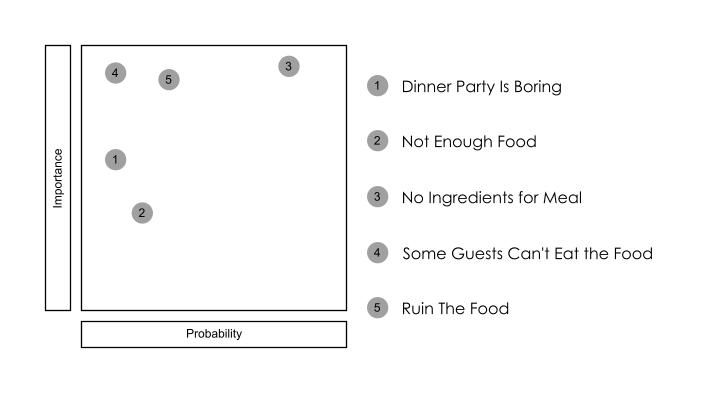 4
5
3
1
2
Importance
Probability
1 Dinner Party Is Boring
2 Not Enough Food
3 No Ingredients for Meal
4 Some Guests Can't Eat the Food
5 Ruin The Food